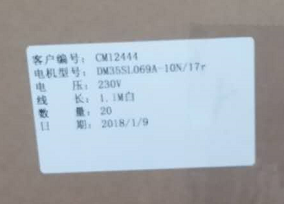 客户编号: CM12444
电机型号: DM35SL069A-10N/17r
电 压: 230V
线 长: 1.1M白
数 量: 20
日 期: 2018/1/9